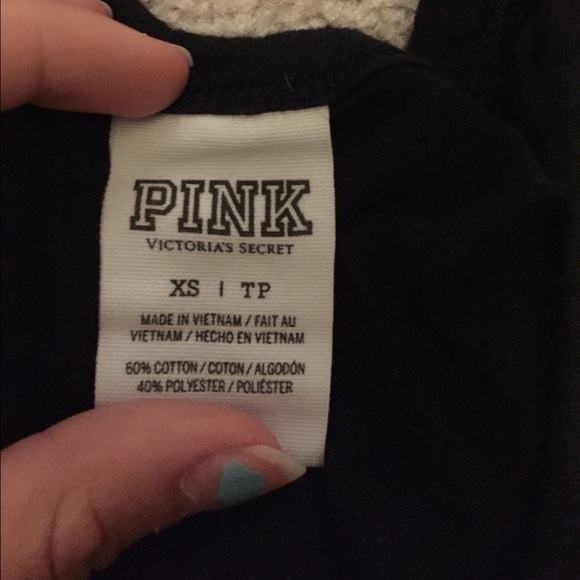 PINK
VICTORIA'S SECRET
XS | TP
MADE IN VIETNAM / FAIT AU
VIETNAM / HECHO EN VIETNAM
60% COTTON / COTON / ALGODÓN
40% POLYESTER / POLIÉSTER